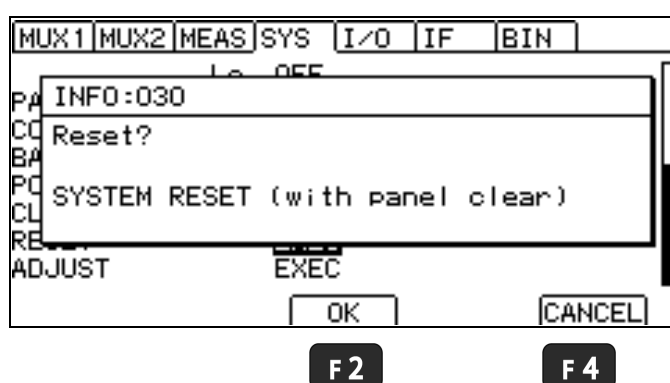 MUX1 MUX2 MEAS SYS I/O IF BIN
INFO:030
Reset?
SYSTEM RESET (with panel clear)
ADJUST EXEC
OK CANCEL
F2 F4